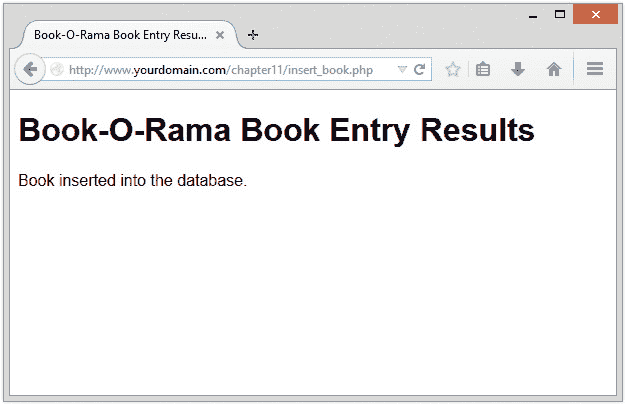 Book-O-Rama Book Entry Resu...
http://www.yourdomain.com/chapter11/insert_book.php
Book-O-Rama Book Entry Results
Book inserted into the database.